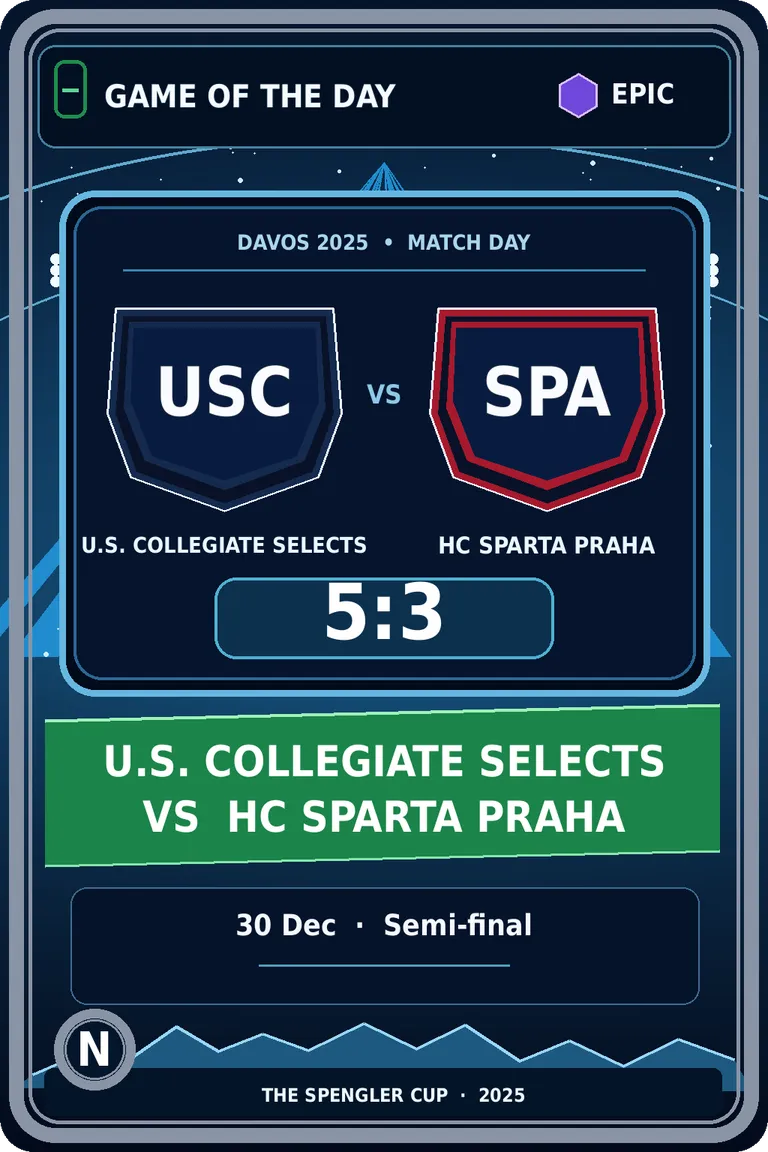 GAME OF THE DAY
EPIC
DAVOS 2025 • MATCH DAY
USC
VS
SPA
U.S. COLLEGIATE SELECTS
HC SPARTA PRAHA
5:3
U.S. COLLEGIATE SELECTS
VS HC SPARTA PRAHA
30 Dec · Semi-final
N
THE SPENGLER CUP · 2025